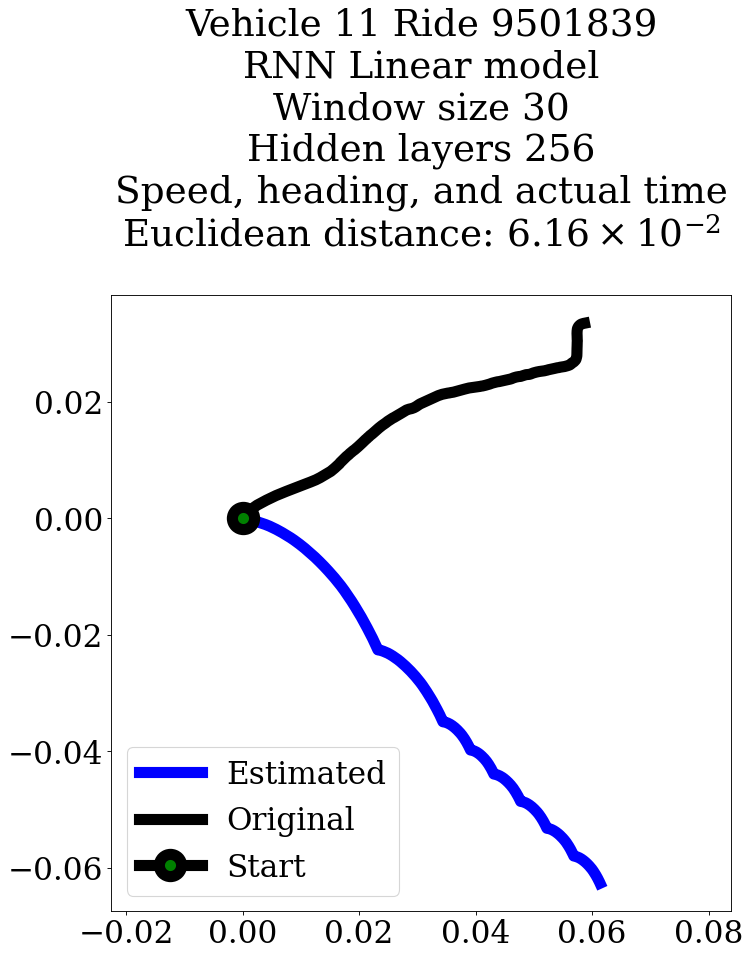 Vehicle 11 Ride 9501839
RNN Linear model
Window size 30
Hidden layers 256
Speed, heading, and actual time
Euclidean distance: 6.16 × 10⁻²
0.02
0.00
−0.02
−0.04
−0.06
Estimated
Original
Start
−0.02 0.00 0.02 0.04 0.06 0.08